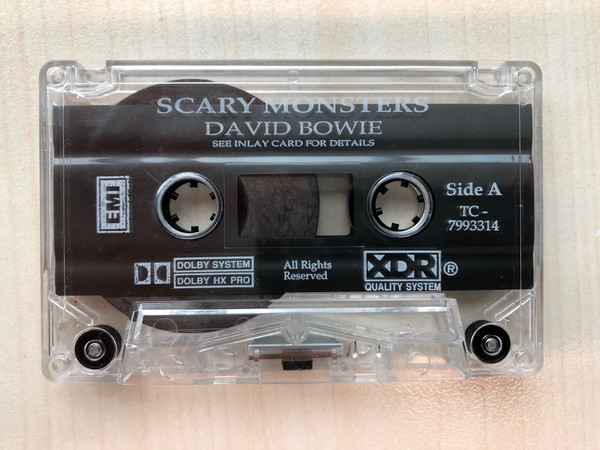 SCARY MONSTERS
DAVID BOWIE
SEE INLAY CARD FOR DETAILS
EMI
Side A
TC -
7993314
DOLBY SYSTEM
DOLBY HX PRO
All Rights
Reserved
XDR ®
QUALITY SYSTEM